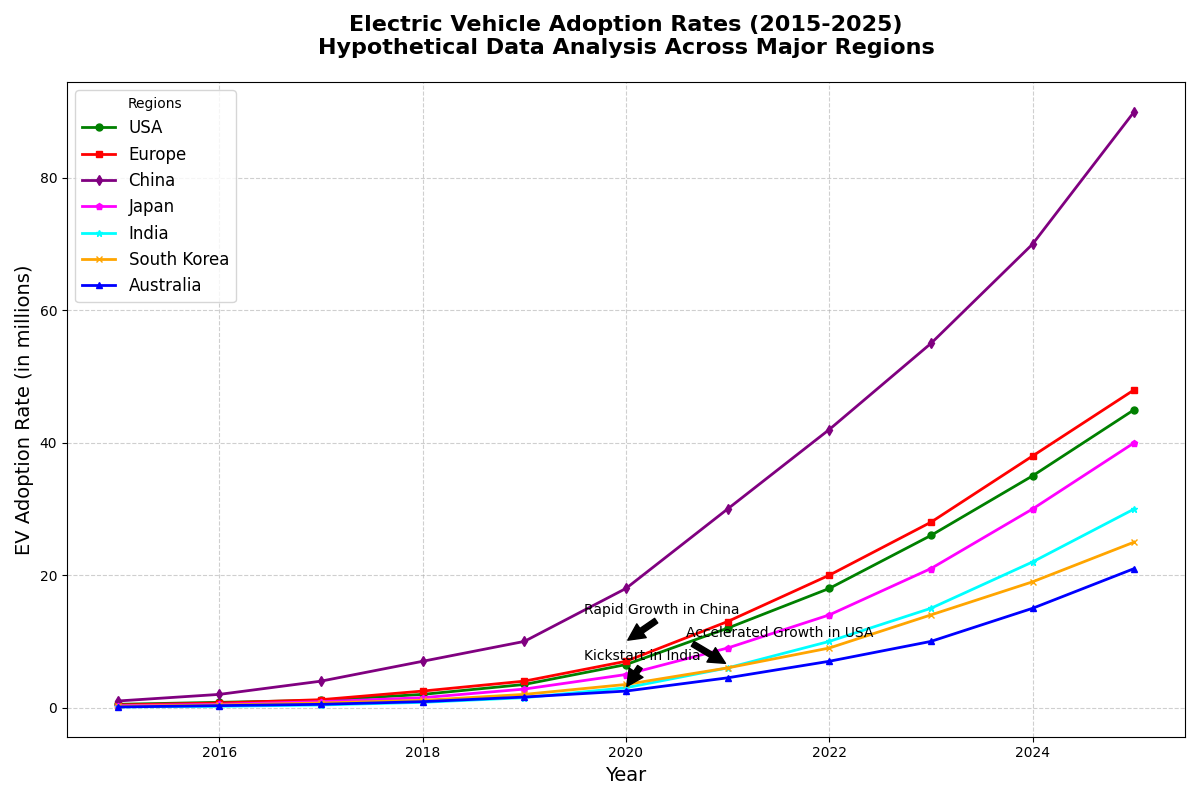 Electric Vehicle Adoption Rates (2015-2025)
Hypothetical Data Analysis Across Major Regions
Regions
USA
Europe
China
Japan
India
South Korea
Australia
EV Adoption Rate (in millions)
80
60
40
20
0
Rapid Growth in China
Accelerated Growth in USA
Kickstart in India
2016
2018
2020
2022
2024
Year